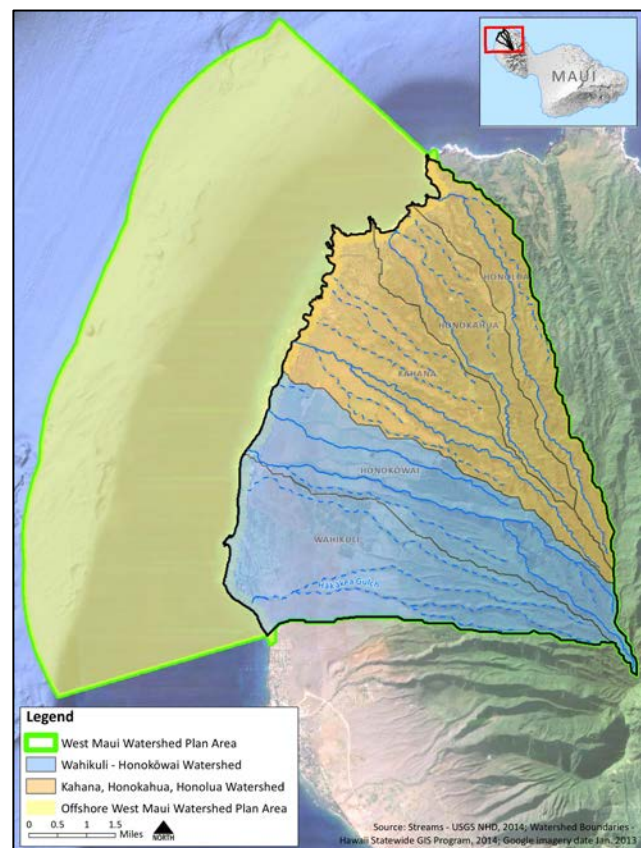 MAUI
HONOLUA
HONOKAHUA
KAHANA
HONOKŌWAI
WAHIKULI
Hahakea Gulch
Legend
West Maui Watershed Plan Area
Wahikuli - Honokōwai Watershed
Kahana, Honokahua, Honolua Watershed
Offshore West Maui Watershed Plan Area
0 0.5 1 1.5
Miles
NORTH
Source: Streams - USGS NHD, 2014; Watershed Boundaries -
Hawaii Statewide GIS Program, 2014; Google imagery date Jan. 2013